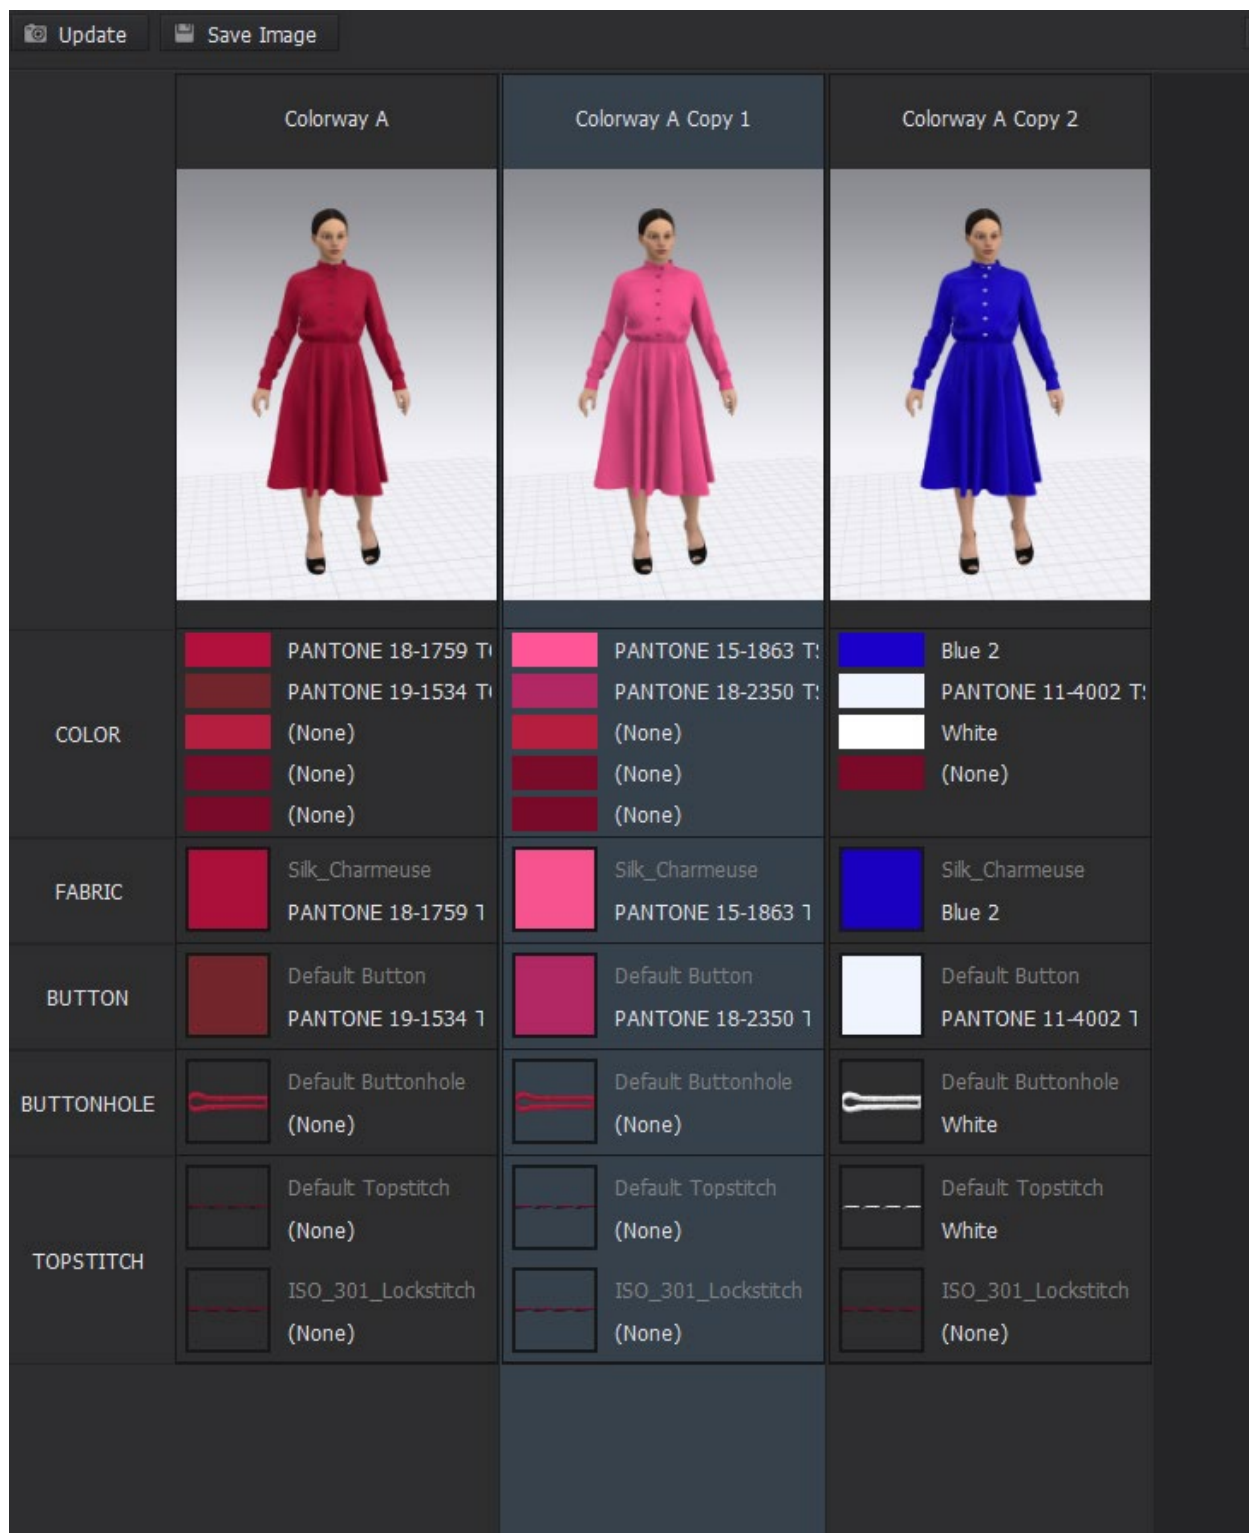 Update Save Image
Colorway A Colorway A Copy 1 Colorway A Copy 2
COLOR
PANTONE 18-1759 T
PANTONE 19-1534 T
(None)
(None)
(None)
PANTONE 15-1863 TS
PANTONE 18-2350 TS
(None)
(None)
(None)
Blue 2
PANTONE 11-4002 TS
White
(None)
FABRIC
Silk_Charmeuse
PANTONE 18-1759 T
Silk_Charmeuse
PANTONE 15-1863 T
Silk_Charmeuse
Blue 2
BUTTON
Default Button
PANTONE 19-1534 T
Default Button
PANTONE 18-2350 T
Default Button
PANTONE 11-4002 T
BUTTONHOLE
Default Buttonhole
(None)
Default Buttonhole
(None)
Default Buttonhole
White
TOPSTITCH
Default Topstitch
(None)
ISO_301_Lockstitch
(None)
Default Topstitch
(None)
ISO_301_Lockstitch
(None)
Default Topstitch
White
ISO_301_Lockstitch
(None)